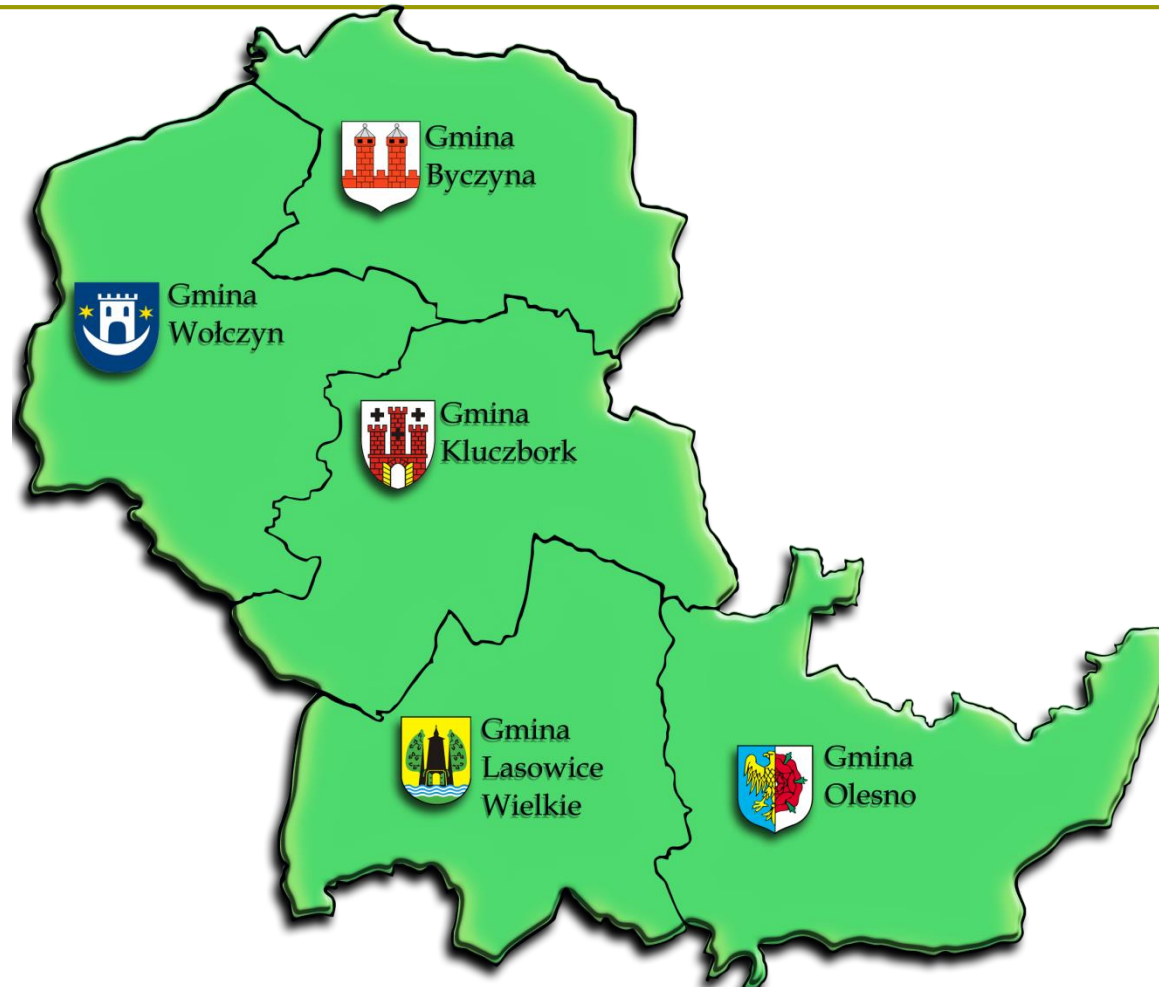 Gmina
Byczyna
Gmina
Wołczyn
Gmina
Kluczbork
Gmina
Lasowice
Wielkie
Gmina
Olesno